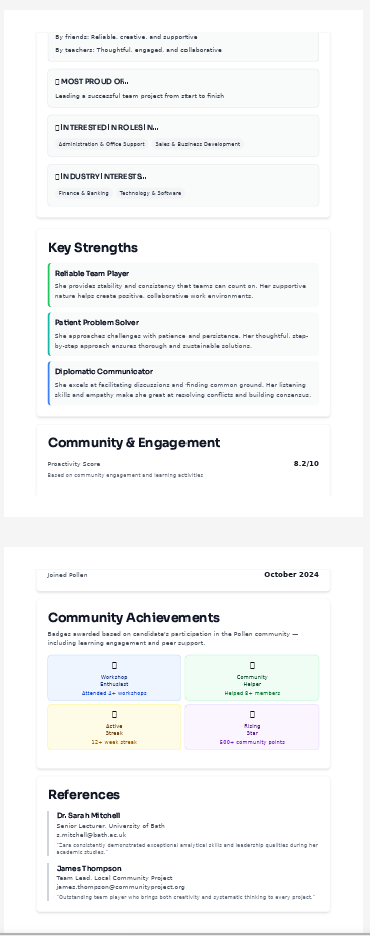 By friends: Reliable, creative, and supportive
By teachers: Thoughtful, engaged, and collaborative
MOST PROUD OF...
Leading a successful team project from start to finish
INTERESTED IN ROLES IN...
Administration & Office Support Sales & Business Development
INDUSTRY INTERESTS...
Finance & Banking Technology & Software
Key Strengths
Reliable Team Player
She provides stability and consistency that teams can count on. Her supportive
nature helps create positive, collaborative work environments.
Patient Problem Solver
She approaches challenges with patience and persistence. Her thoughtful, step-
by-step approach ensures thorough and sustainable solutions.
Diplomatic Communicator
She excels at facilitating discussions and finding common ground. Her listening
skills and empathy make she great at resolving conflicts and building consensus.
Community & Engagement
Proactivity Score 8.2/10
Based on community engagement and learning activities
Joined Pollen October 2024
Community Achievements
Badges awarded based on candidate's participation in the Pollen community —
including learning engagement and peer support.
Workshop
Enthusiast
Attended 4+ workshops
Community
Helper
Helped 8+ members
Active
Streak
12+ week streak
Rising
Star
500+ community points
References
Dr. Sarah Mitchell
Senior Lecturer, University of Bath
s.mitchell@bath.ac.uk
"Zara consistently demonstrated exceptional analytical skills and leadership qualities during her
academic studies."
James Thompson
Team Lead, Local Community Project
james.thompson@communityproject.org
"Outstanding team player who brings both creativity and systematic thinking to every project."